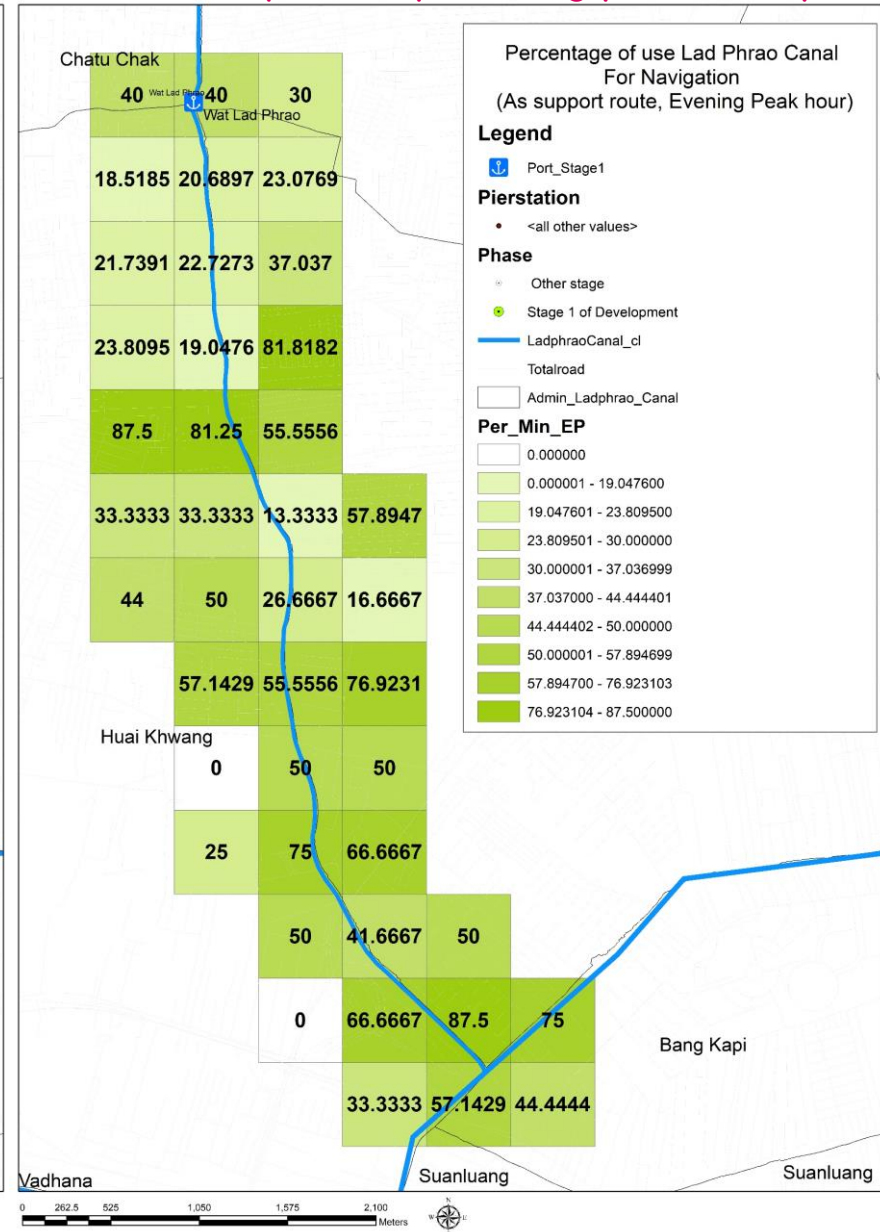 Chatu Chak
40 40 30
Wat Lad Phrao
Wat Lad Phrao
18.5185 20.6897 23.0769
21.7391 22.7273 37.037
23.8095 19.0476 81.8182
87.5 81.25 55.5556
33.3333 33.3333 13.3333 57.8947
44 50 26.6667 16.6667
57.1429 55.5556 76.9231
Huai Khwang
0 50 50
25 75 66.6667
50 41.6667 50
0 66.6667 87.5 75
Bang Kapi
33.3333 57.1429 44.4444
Vadhana
Suanluang
Suanluang
Percentage of use Lad Phrao Canal
For Navigation
(As support route, Evening Peak hour)
Legend
Port_Stage1
Pierstation
<all other values>
Phase
Other stage
Stage 1 of Development
LadphraoCanal_cl
Totalroad
Admin_Ladphrao_Canal
Per_Min_EP
0.000000
0.000001 - 19.047600
19.047601 - 23.809500
23.809501 - 30.000000
30.000001 - 37.036999
37.037000 - 44.444401
44.444402 - 50.000000
50.000001 - 57.894699
57.894700 - 76.923103
76.923104 - 87.500000
0 262.5 525 1,050 1,575 2,100
Meters
N
W